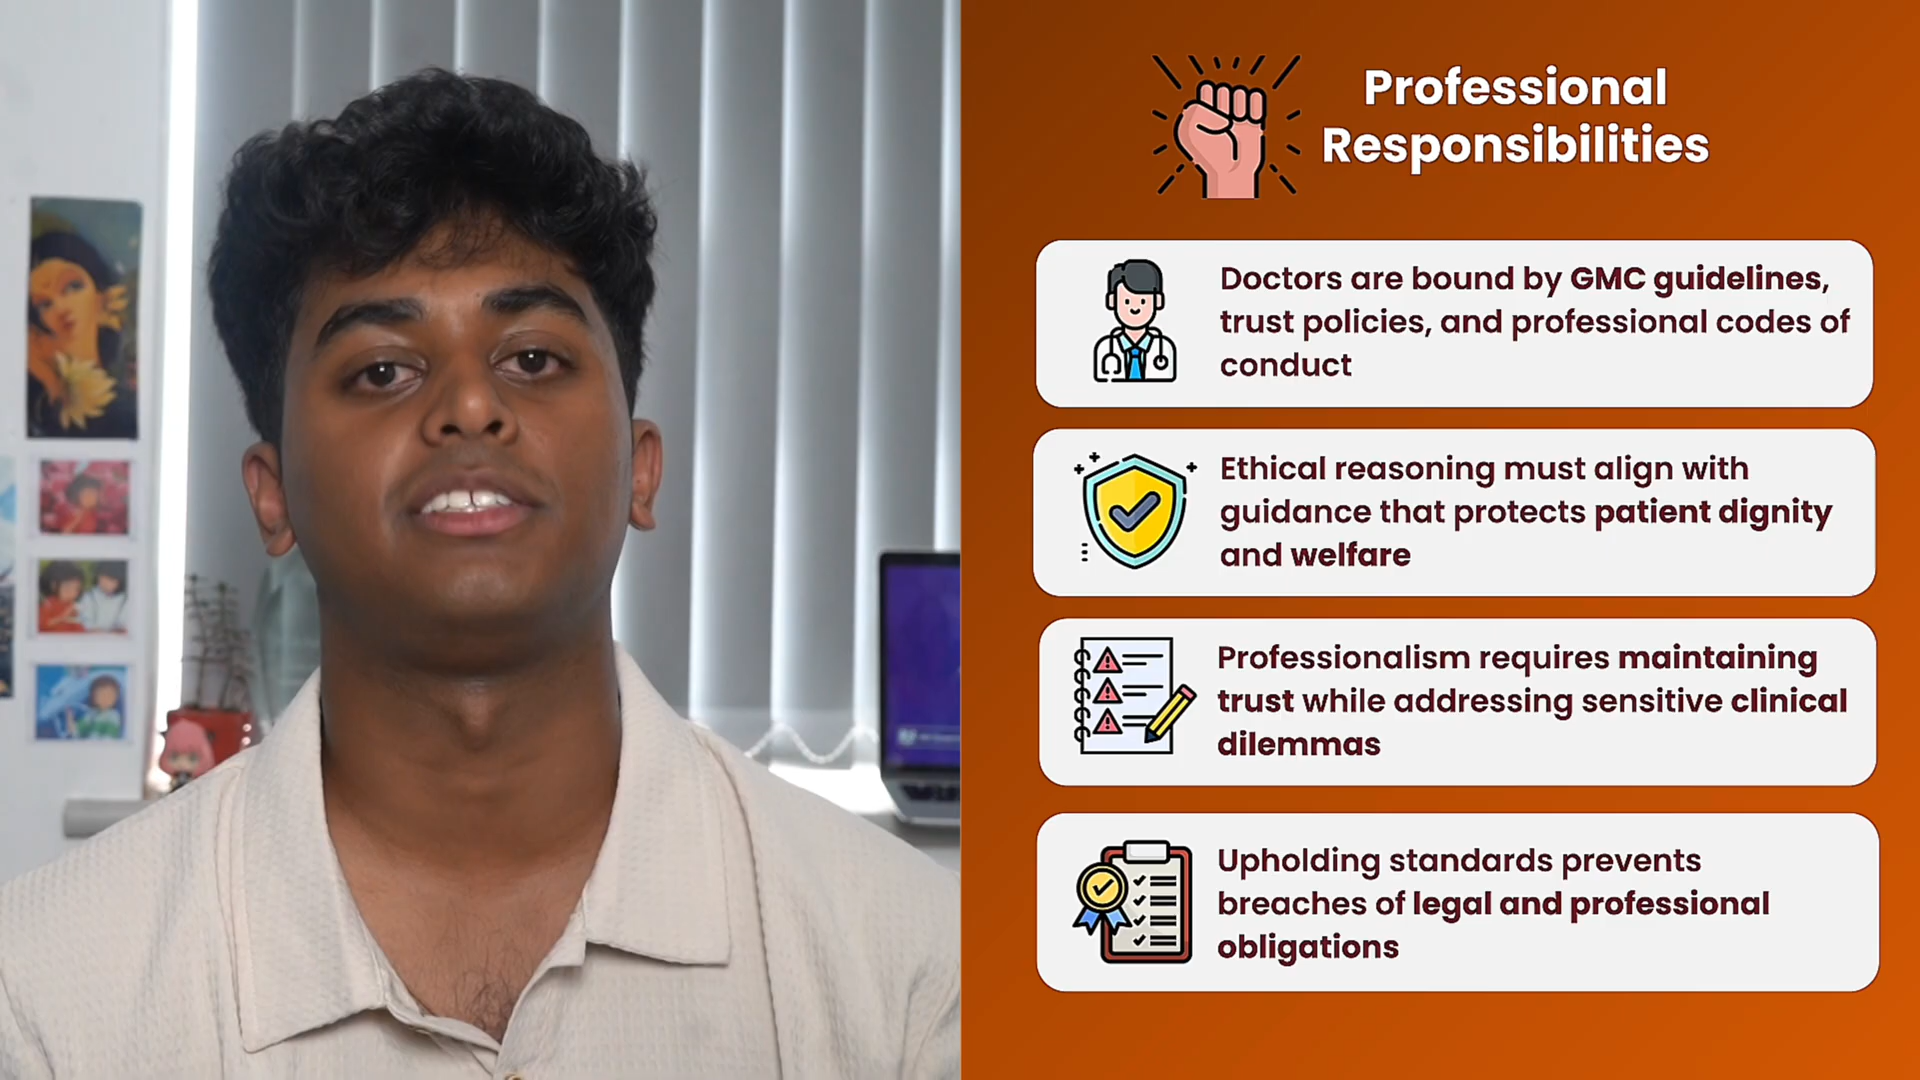 Professional
Responsibilities
Doctors are bound by GMC guidelines,
trust policies, and professional codes of
conduct
Ethical reasoning must align with
guidance that protects patient dignity
and welfare
Professionalism requires maintaining
trust while addressing sensitive clinical
dilemmas
Upholding standards prevents
breaches of legal and professional
obligations